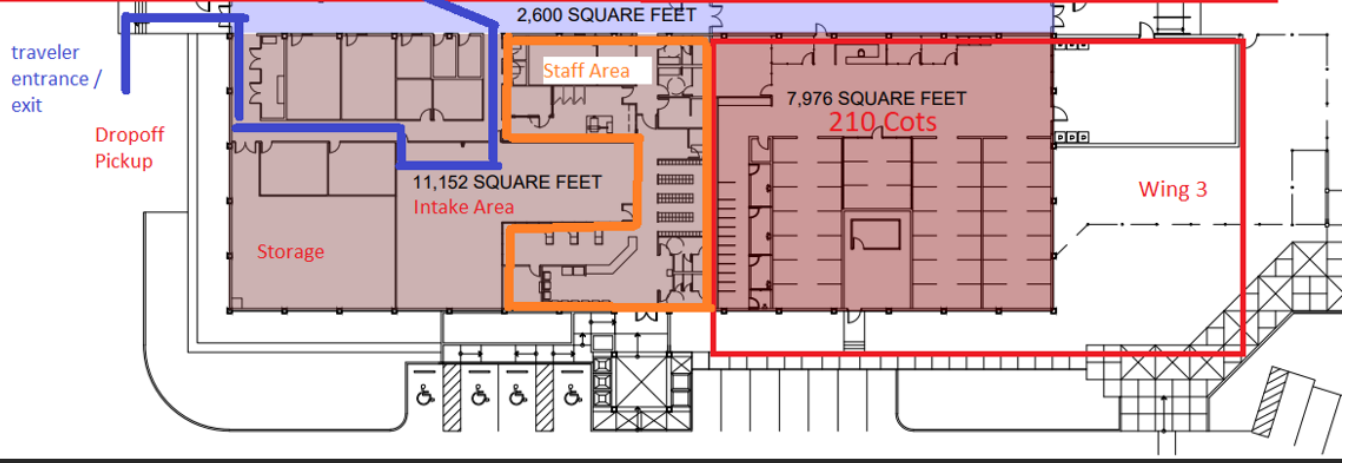 2,600 SQUARE FEET
traveler
entrance /
exit
Staff Area
7,976 SQUARE FEET
210 Cots
Dropoff
Pickup
11,152 SQUARE FEET
Intake Area
Wing 3
Storage